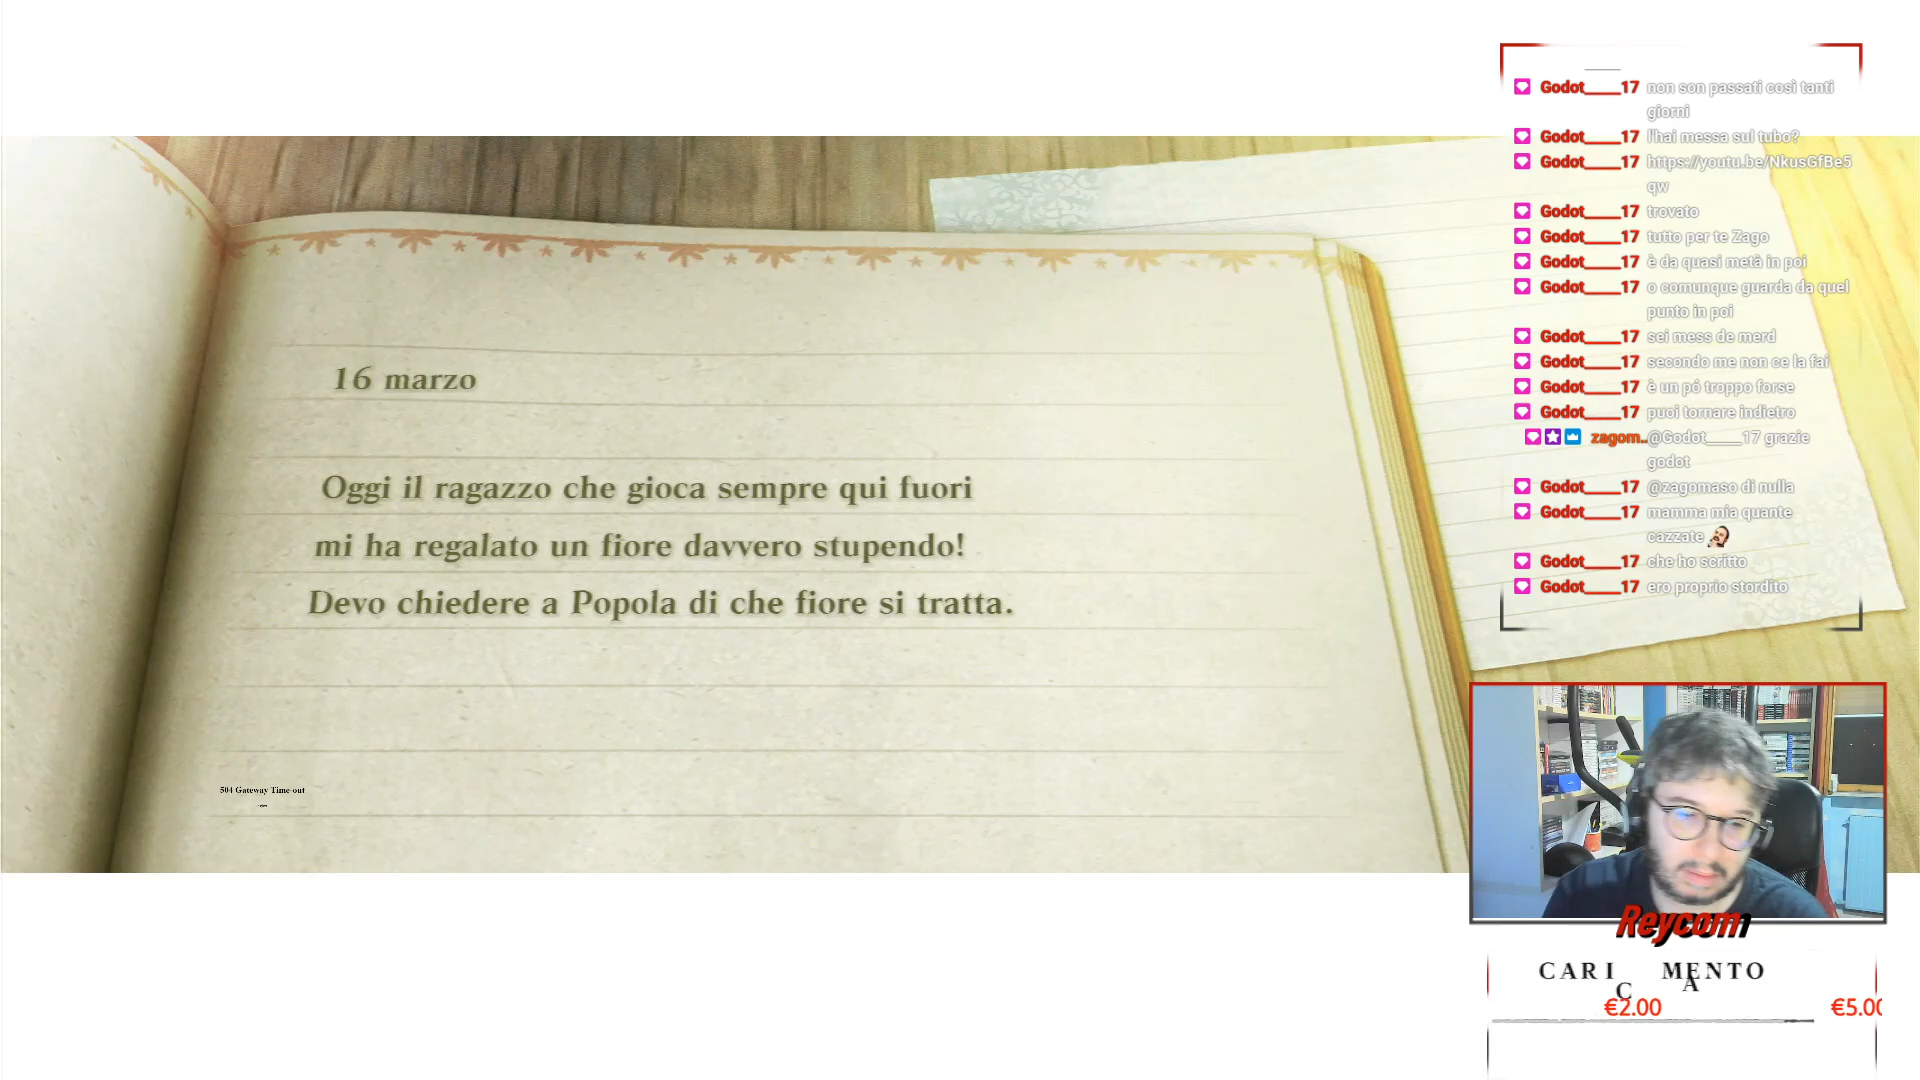 16 marzo
Oggi il ragazzo che gioca sempre qui fuori
mi ha regalato un fiore davvero stupendo!
Devo chiedere a Popola di che fiore si tratta.
504 Gateway Time-out
Godot____17 non son passati così tanti
giorni
Godot____17 l'hai messa sul tubo?
Godot____17 https://youtu.be/NkusGfBe5
qw
Godot____17 trovato
Godot____17 tutto per te Zago
Godot____17 è da quasi metà in poi
Godot____17 o comunque guarda da quel
punto in poi
Godot____17 sei mess de merd
Godot____17 secondo me non ce la fai
Godot____17 è un pó troppo forse
Godot____17 puoi tornare indietro
zagom.. @Godot____17 grazie
godot
Godot____17 @zagomaso di nulla
Godot____17 mamma mia quante
cazzate
Godot____17 che ho scritto
Godot____17 ero proprio stordito
Reycom
CARICAMENTO
€2.00 €5.00